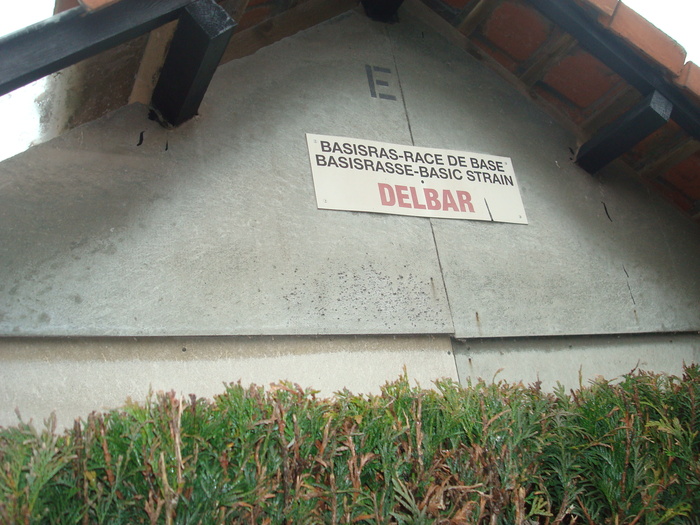 E
BASISRAS-RACE DE BASE
BASISRASSE-BASIC STRAIN
DELBAR